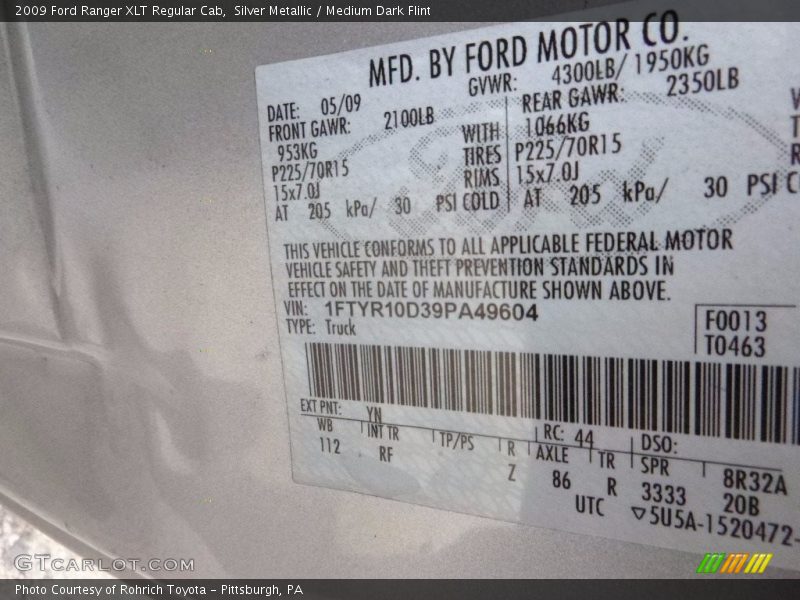 2009 Ford Ranger XLT Regular Cab,  Silver Metallic / Medium Dark Flint
MFD. BY FORD MOTOR CO.
DATE: 05/09 GVWR: 4300LB/ 1950KG
FRONT GAWR: 2100LB REAR GAWR: 2350LB
953KG WITH 1066KG
P225/70R15 TIRES P225/70R15
15x7.0J RIMS 15x7.0J
AT 205 kPa/ 30 PSI COLD AT 205 kPa/ 30 PSI C
THIS VEHICLE CONFORMS TO ALL APPLICABLE FEDERAL MOTOR
VEHICLE SAFETY AND THEFT PREVENTION STANDARDS IN
EFFECT ON THE DATE OF MANUFACTURE SHOWN ABOVE.
VIN: 1FTYR10D39PA49604
TYPE: Truck
F0013
T0463
EXT PNT: YN RC: 44 DSO:
WB INT TR TP/PS R AXLE TR SPR 8R32A
112 RF Z 86 R 3333 20B
UTC ▽5U5A-1520472-
GTCARLOT.COM
Photo Courtesy of Rohrich Toyota - Pittsburgh, PA